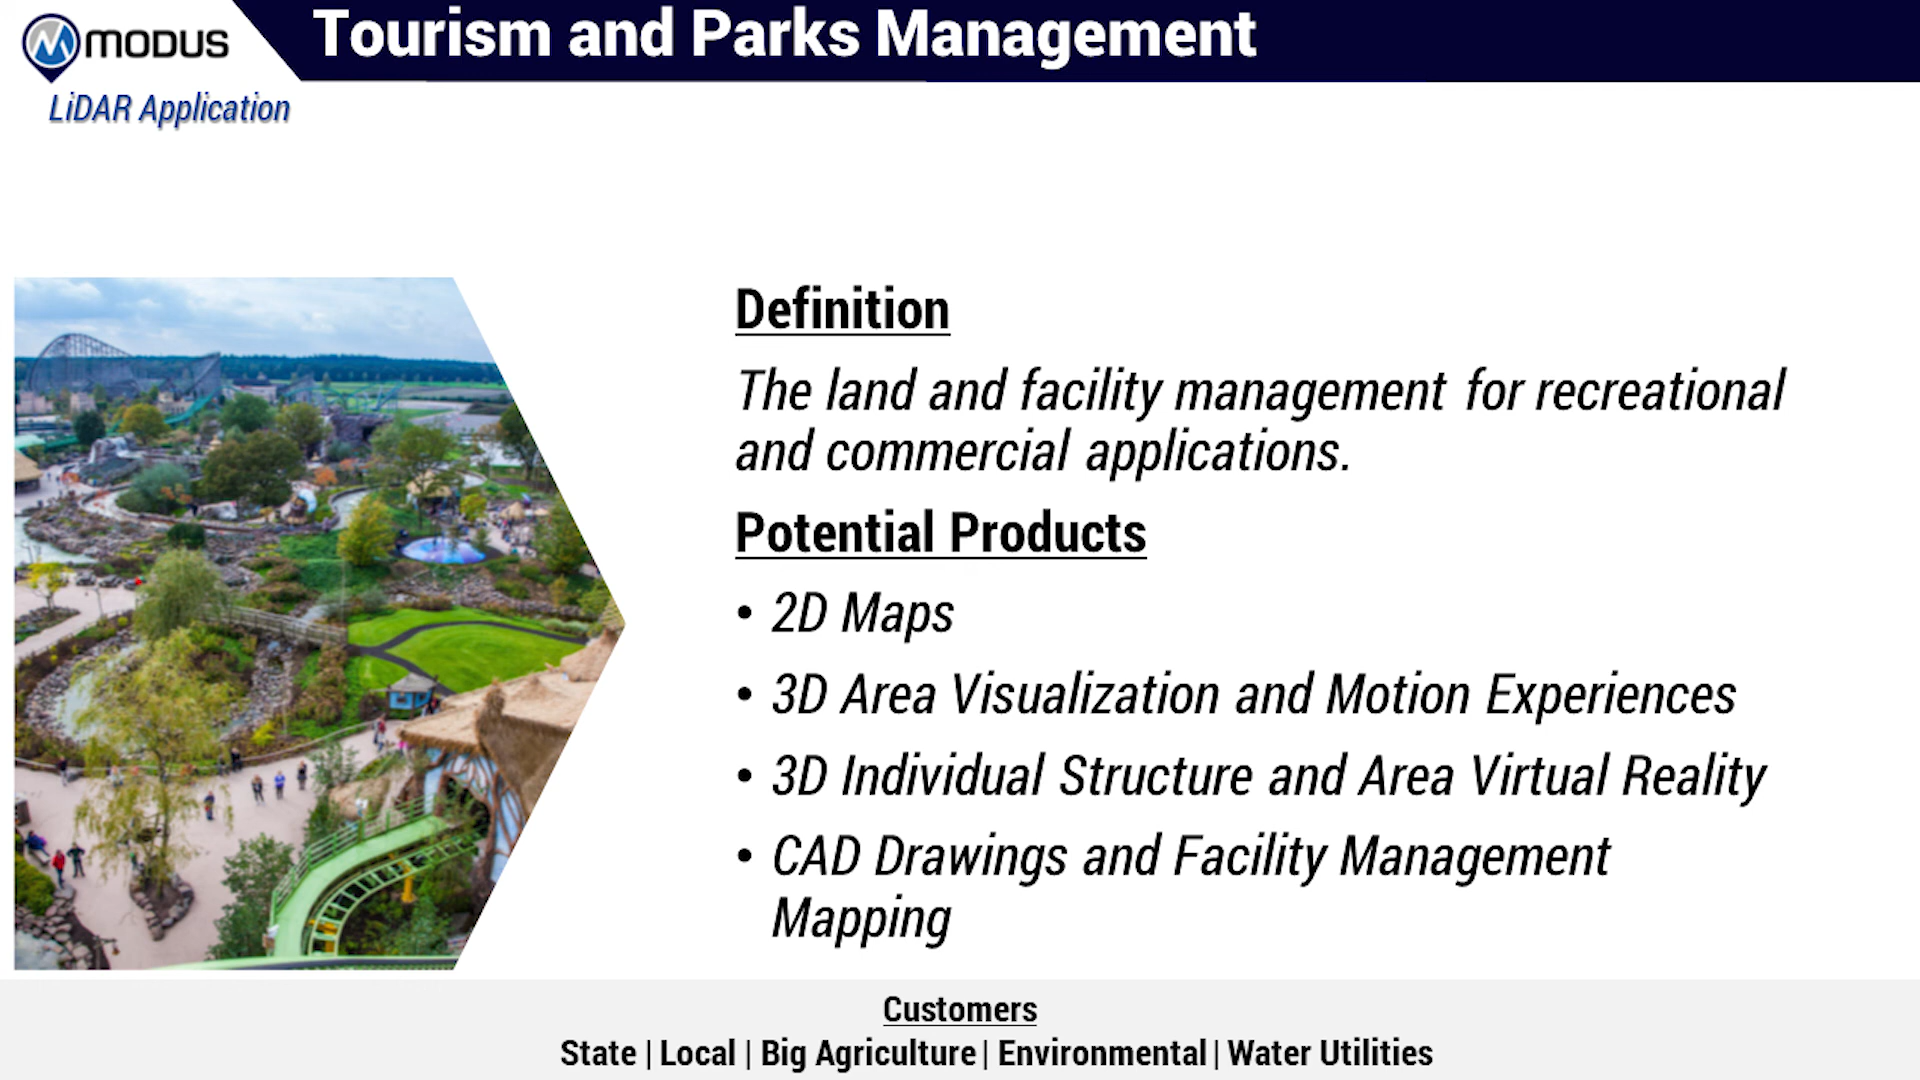 MODUS
Tourism and Parks Management
LiDAR Application
Definition
The land and facility management for recreational
and commercial applications.
Potential Products
• 2D Maps
• 3D Area Visualization and Motion Experiences
• 3D Individual Structure and Area Virtual Reality
• CAD Drawings and Facility Management
Mapping
Customers
State | Local | Big Agriculture | Environmental | Water Utilities